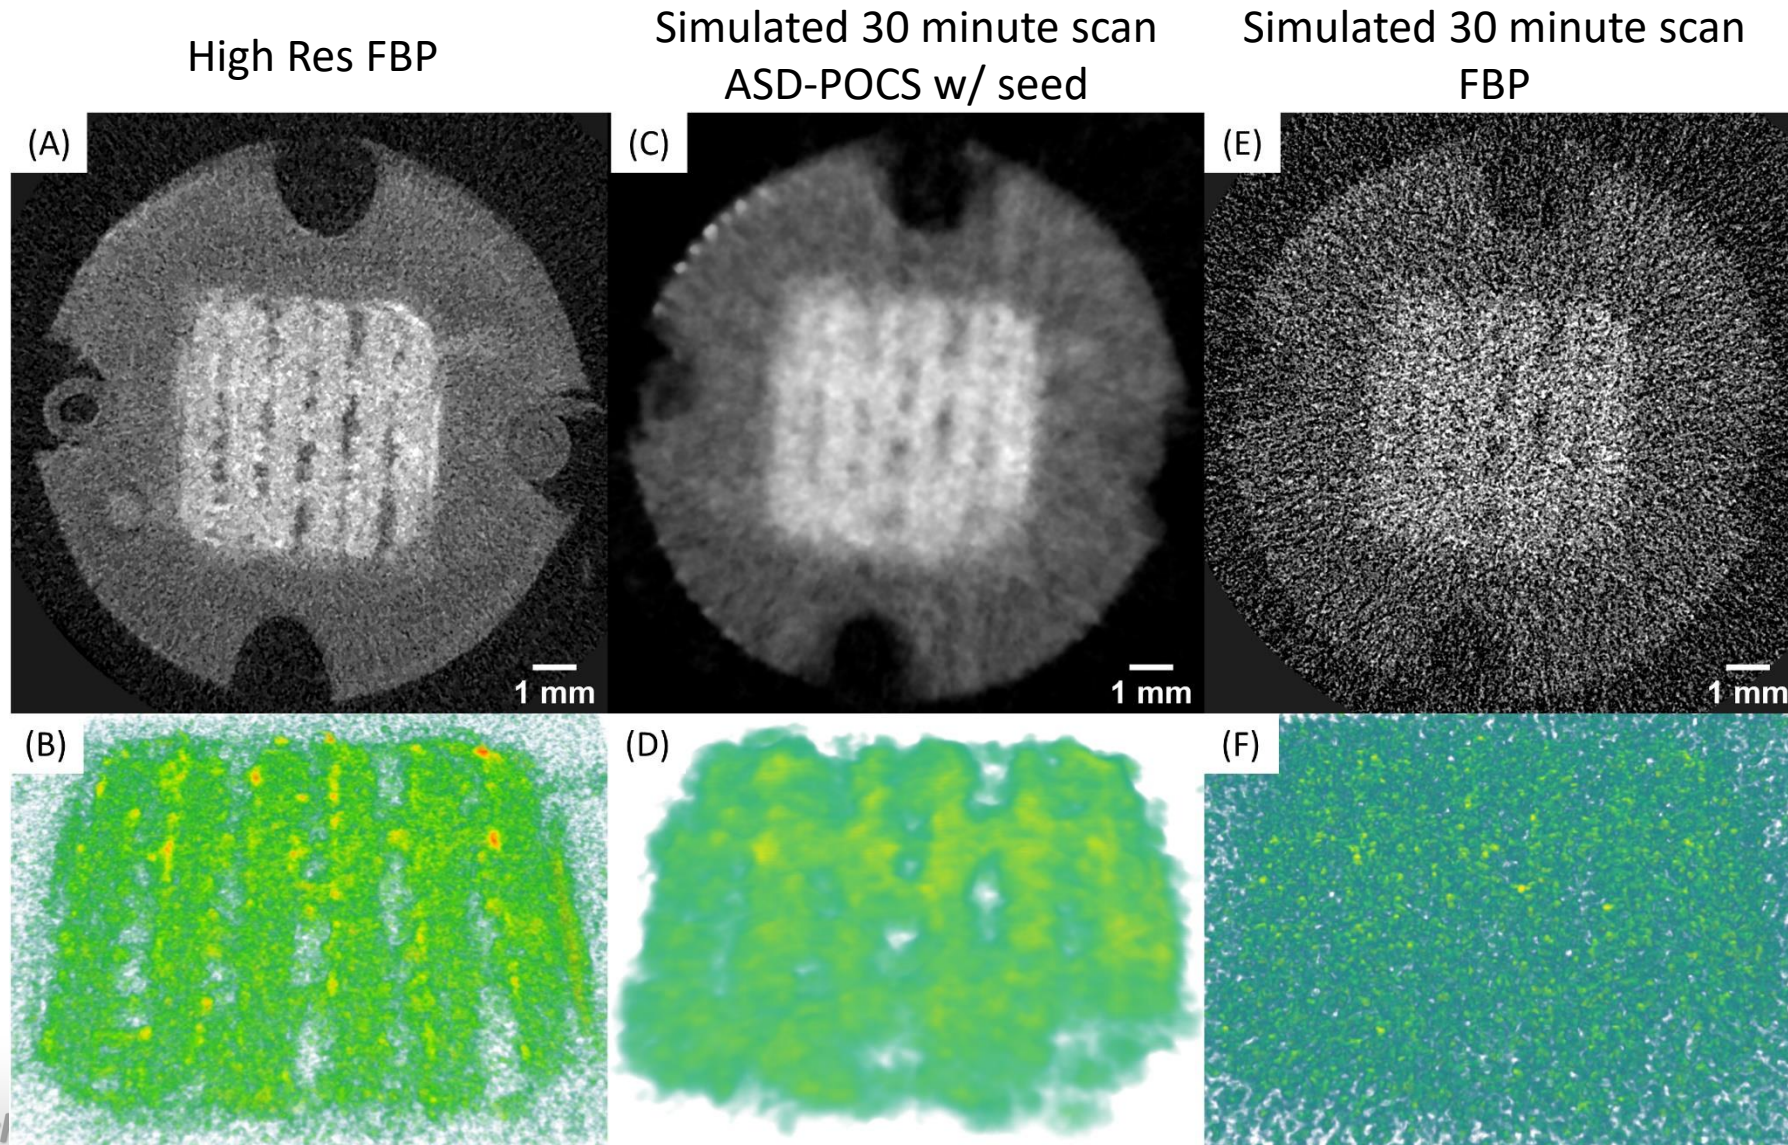 High Res FBP
Simulated 30 minute scan
ASD-POCS w/ seed
Simulated 30 minute scan
FBP
(A)
(C)
(E)
1 mm
1 mm
1 mm
(B)
(D)
(F)